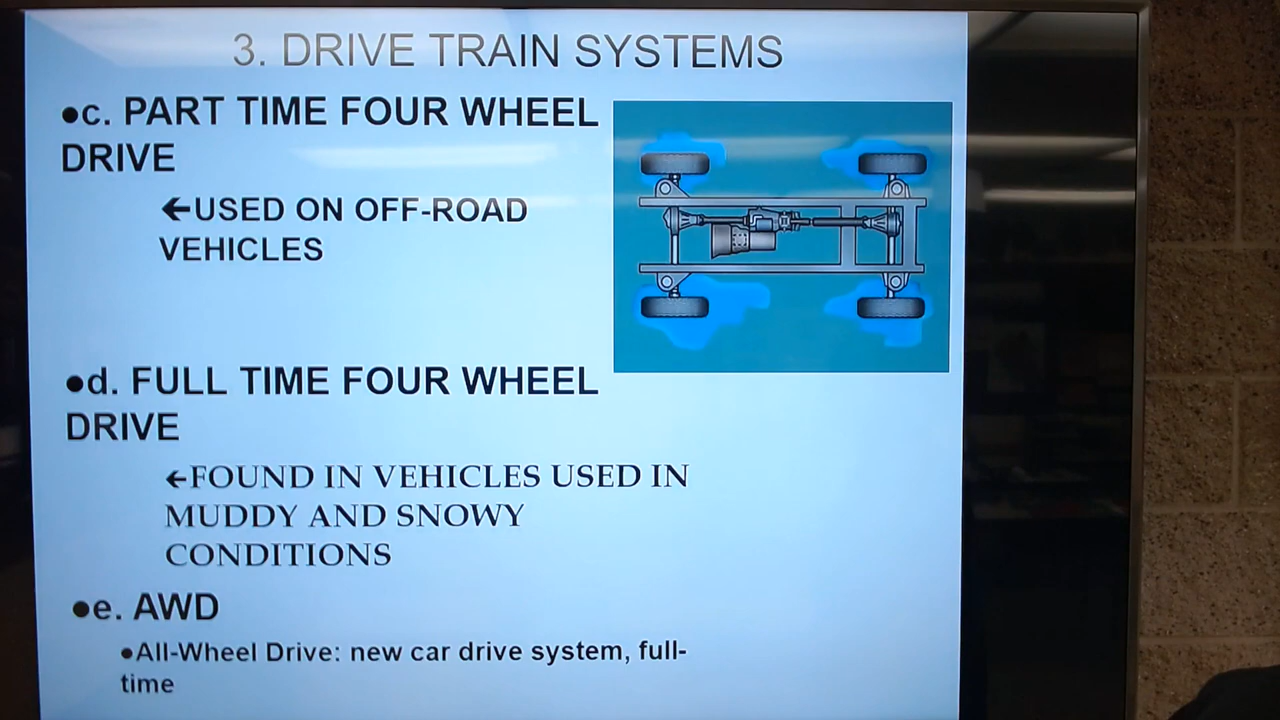 3. DRIVE TRAIN SYSTEMS
●c. PART TIME FOUR WHEEL
DRIVE
←USED ON OFF-ROAD
VEHICLES
●d. FULL TIME FOUR WHEEL
DRIVE
←FOUND IN VEHICLES USED IN
MUDDY AND SNOWY
CONDITIONS
●e. AWD
●All-Wheel Drive: new car drive system, full-
time